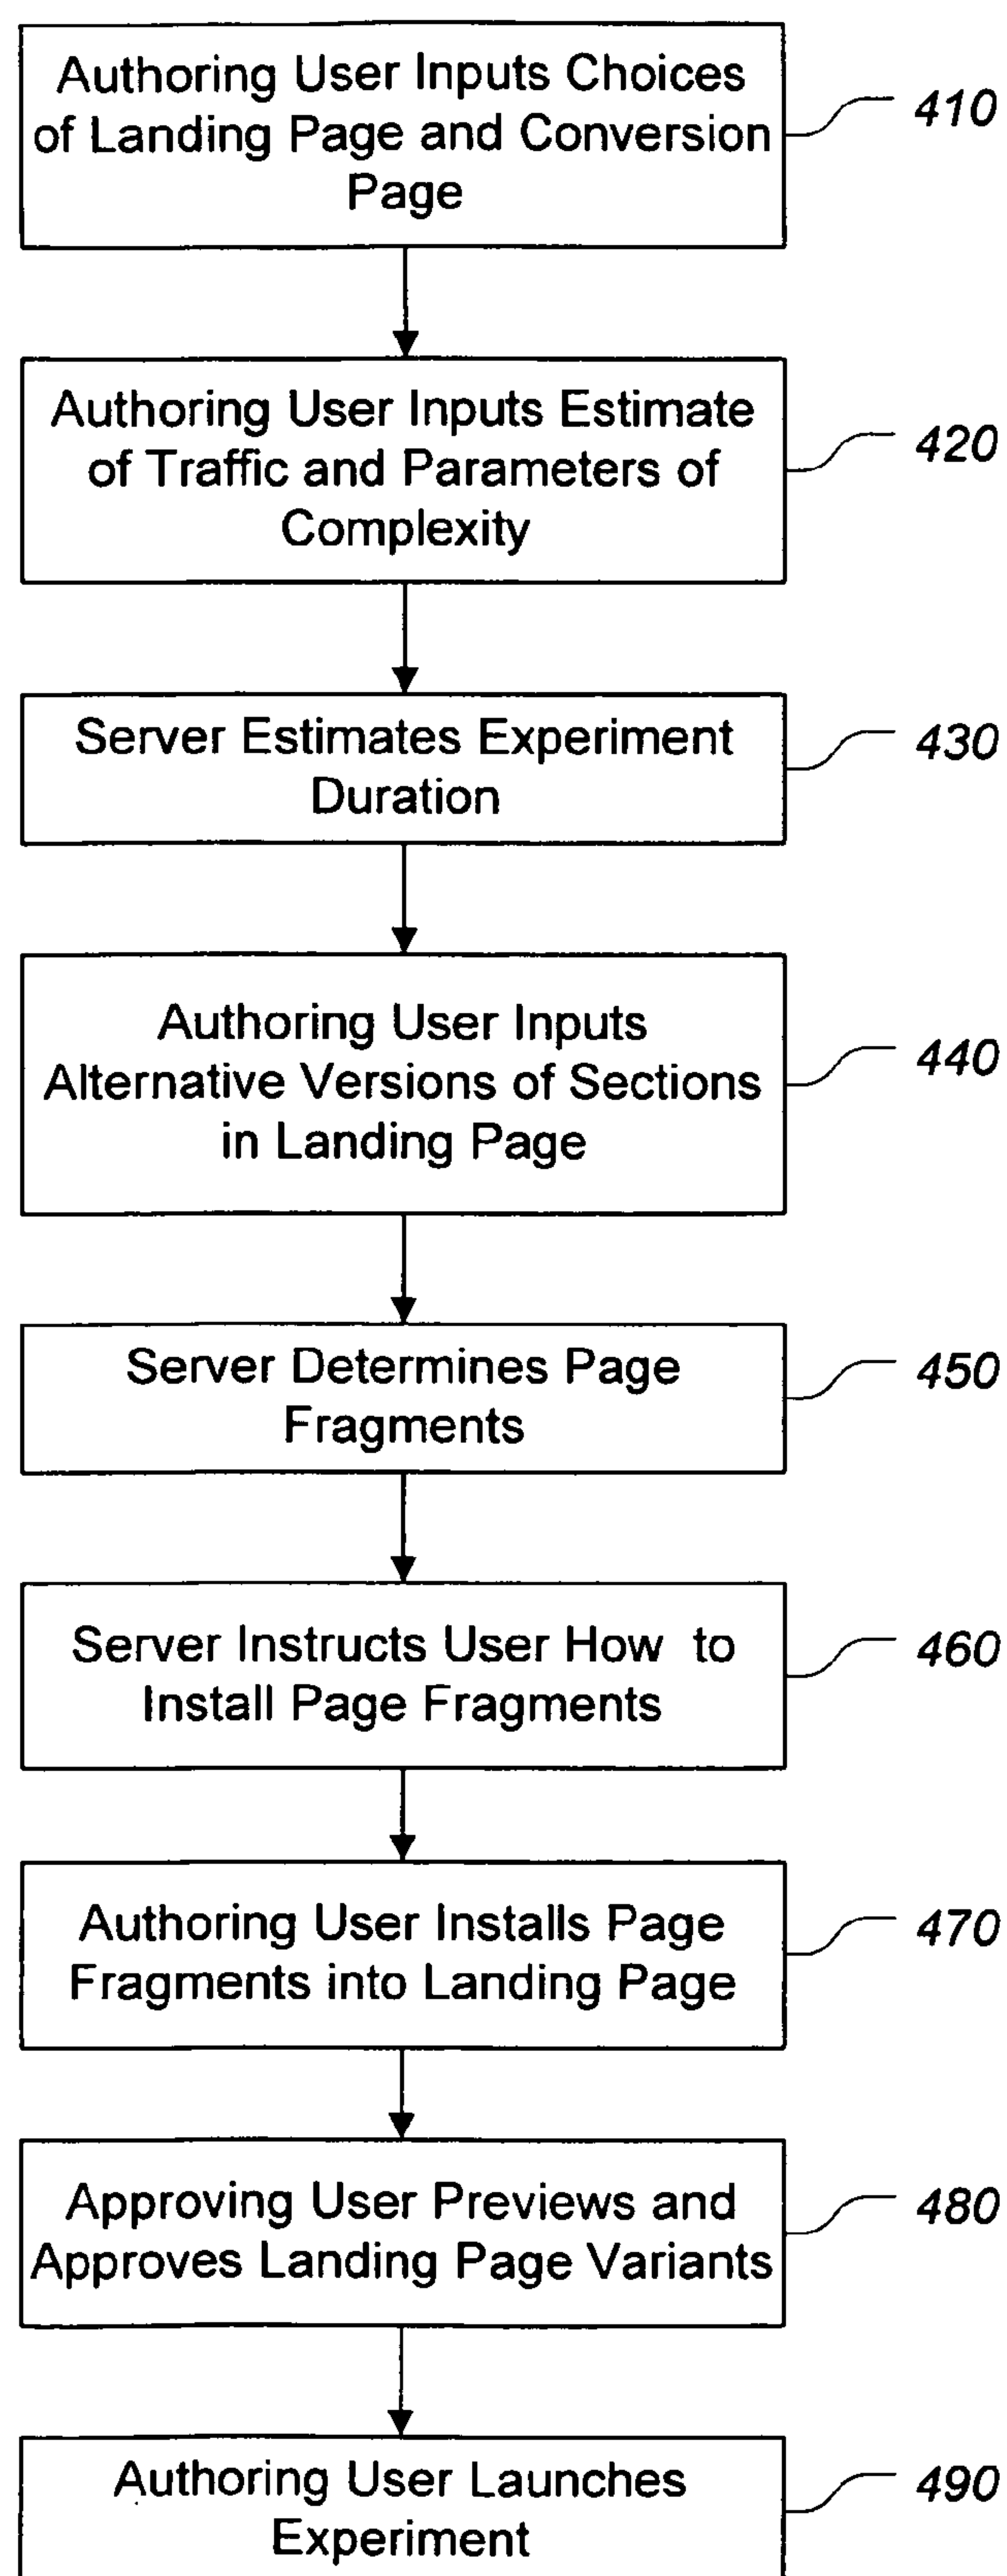 Authoring User Inputs Choices
of Landing Page and Conversion
Page
410
Authoring User Inputs Estimate
of Traffic and Parameters of
Complexity
420
Server Estimates Experiment
Duration
430
Authoring User Inputs
Alternative Versions of Sections
in Landing Page
440
Server Determines Page
Fragments
450
Server Instructs User How to
Install Page Fragments
460
Authoring User Installs Page
Fragments into Landing Page
470
Approving User Previews and
Approves Landing Page Variants
480
Authoring User Launches
Experiment
490